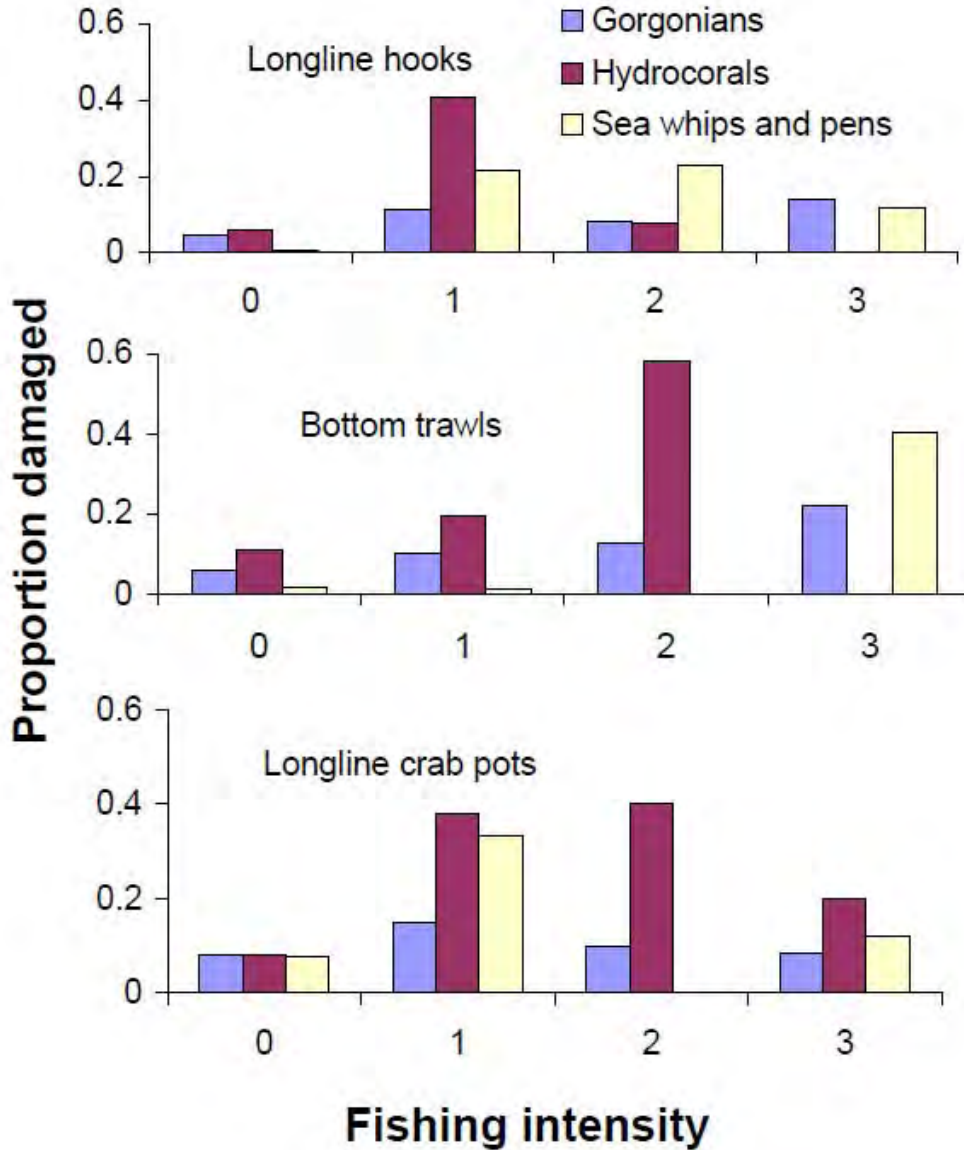 0.6
Gorgonians
Longline hooks
Hydrocorals
0.4
Sea whips and pens
0.2
0
0 1 2 3
0.6
Bottom trawls
0.4
0.2
0
0 1 2 3
Proportion damaged
0.6
Longline crab pots
0.4
0.2
0
0 1 2 3
Fishing intensity